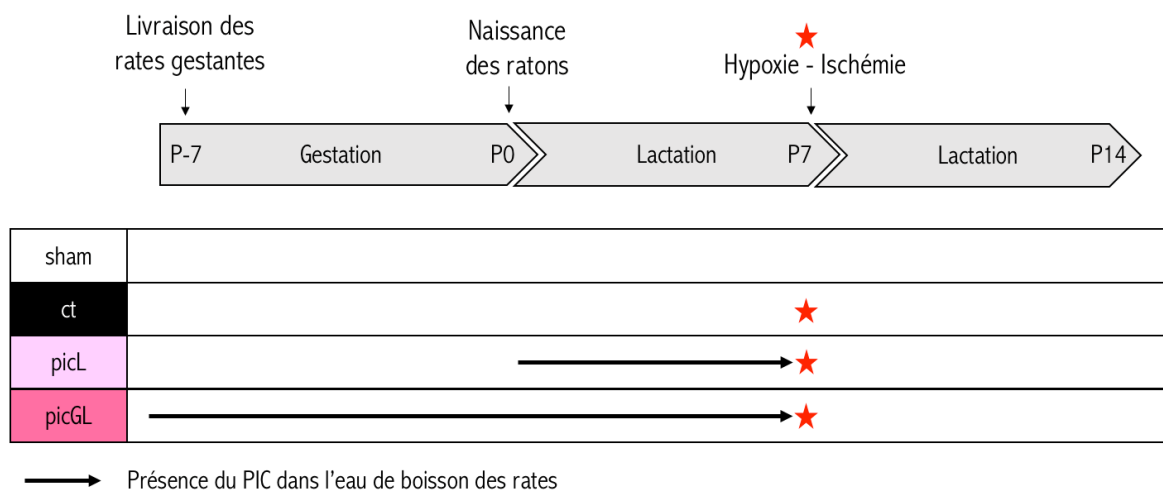 Livraison des
rates gestantes
Naissance
des ratons
Hypoxie - Ischémie
P-7 Gestation P0 Lactation P7 Lactation P14
sham
ct
picL
picGL
Présence du PIC dans l'eau de boisson des rates